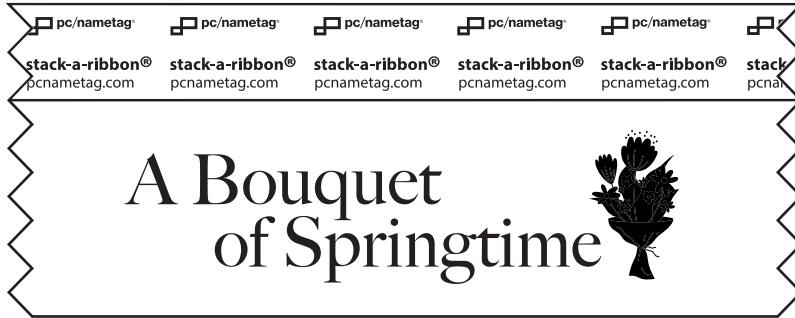 pc/nametag® pc/nametag® pc/nametag® pc/nametag® pc/nametag®
stack-a-ribbon® stack-a-ribbon® stack-a-ribbon® stack-a-ribbon® stack-a-ribbon® stack
pcnametag.com pcnametag.com pcnametag.com pcnametag.com pcnametag.com
A Bouquet
of Springtime